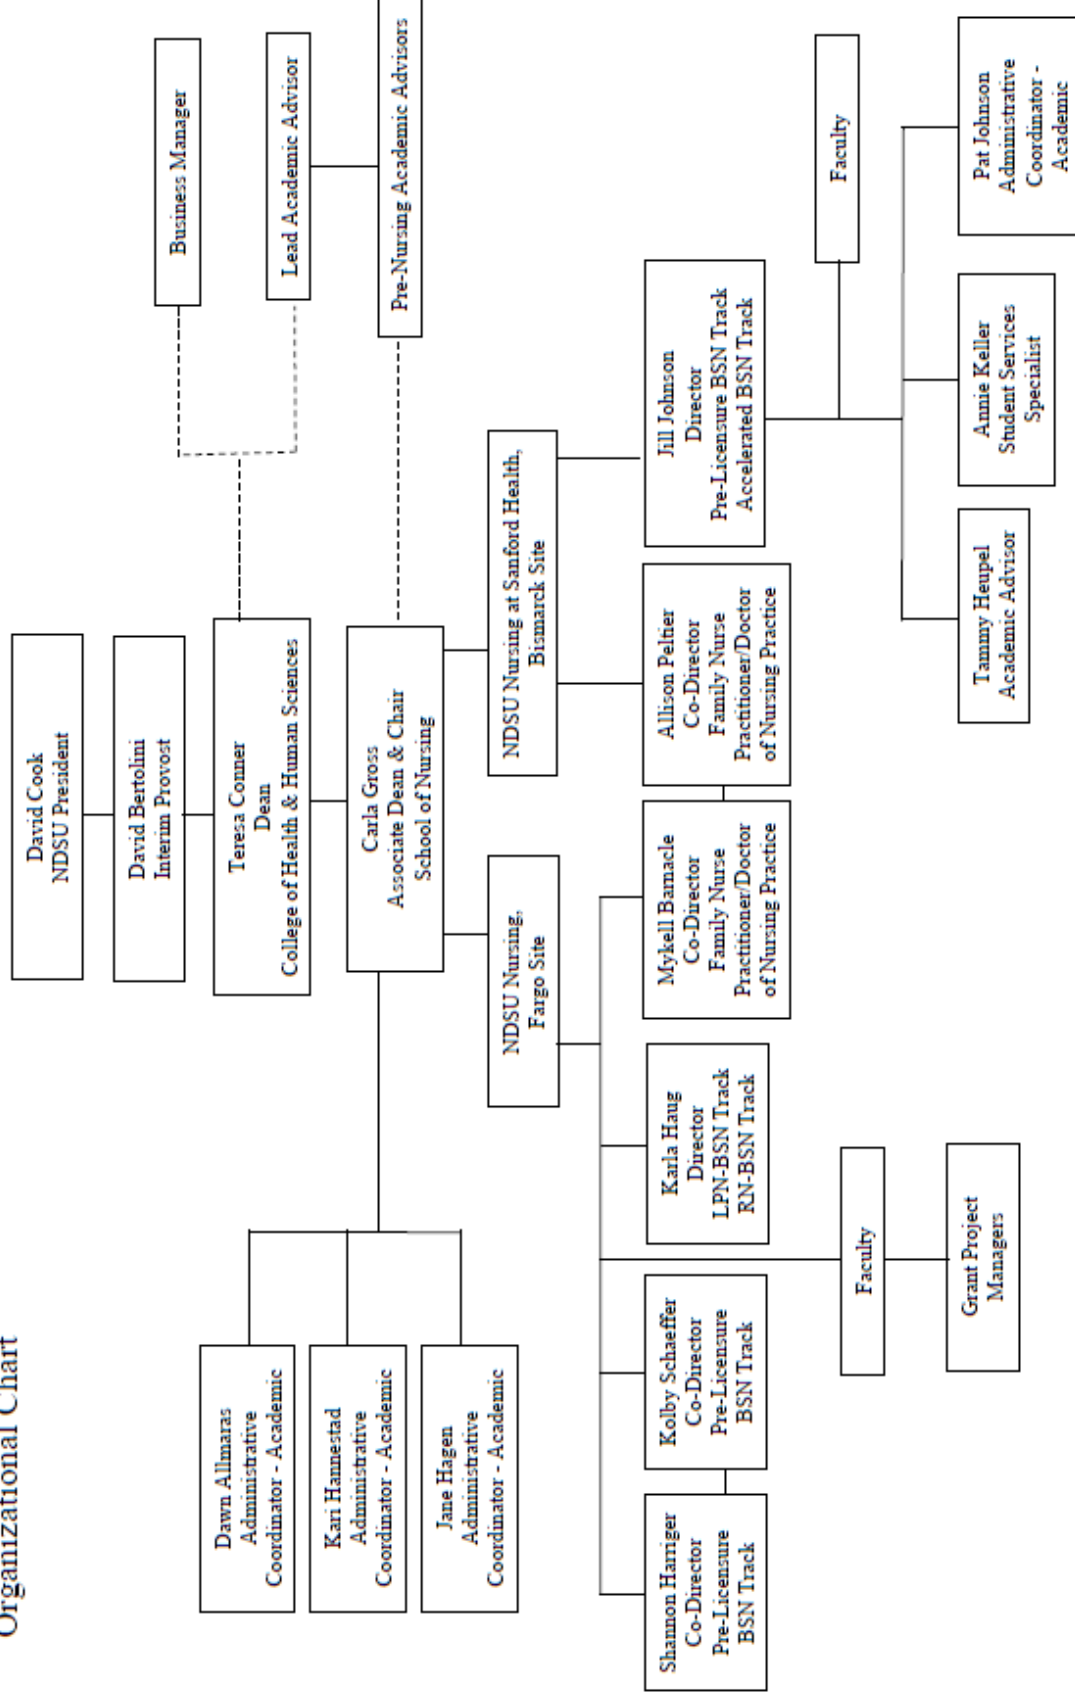 Organizational Chart
David Cook
NDSU President
David Bertolini
Interim Provost
Teresa Conner
Dean
College of Health & Human Sciences
Business Manager
Lead Academic Advisor
Pre-Nursing Academic Advisors
Carla Gross
Associate Dean & Chair
School of Nursing
Dawn Allmaras
Administrative
Coordinator - Academic
Kari Hannestad
Administrative
Coordinator - Academic
Jane Hagen
Administrative
Coordinator - Academic
NDSU Nursing,
Fargo Site
NDSU Nursing at Sanford Health,
Bismarck Site
Shannon Harriger
Co-Director
Pre-Licensure
BSN Track
Kolby Schaeffer
Co-Director
Pre-Licensure
BSN Track
Karla Haug
Director
LPN-BSN Track
RN-BSN Track
Mykell Barnacle
Co-Director
Family Nurse
Practitioner/Doctor
of Nursing Practice
Allison Peltier
Co-Director
Family Nurse
Practitioner/Doctor
of Nursing Practice
Jill Johnson
Director
Pre-Licensure BSN Track
Accelerated BSN Track
Faculty
Grant Project
Managers
Faculty
Tammy Heupel
Academic Advisor
Annie Keller
Student Services
Specialist
Pat Johnson
Administrative
Coordinator -
Academic